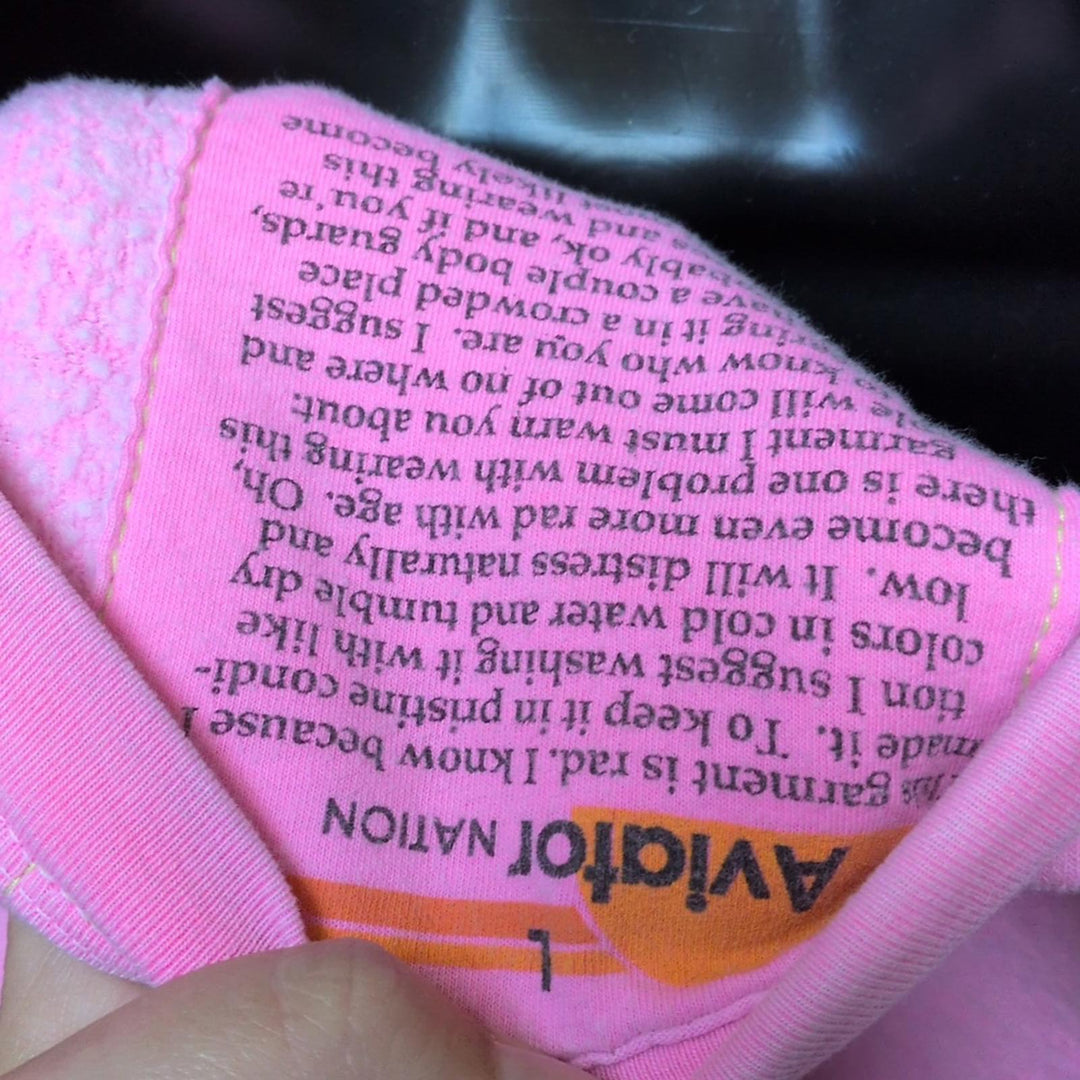 L
Aviator NATION
This garment is rad. I know because I
made it. To keep it in pristine condi-
tion I suggest washing it with like
colors in cold water and tumble dry
low. It will distress naturally and
become even more rad with age. Oh,
there is one problem with wearing this
garment I must warn you about:
will come out of no where and
know who you are. I suggest
it in a crowded place
have a couple body guards,
ok, and if you're
and wearing this
likely become